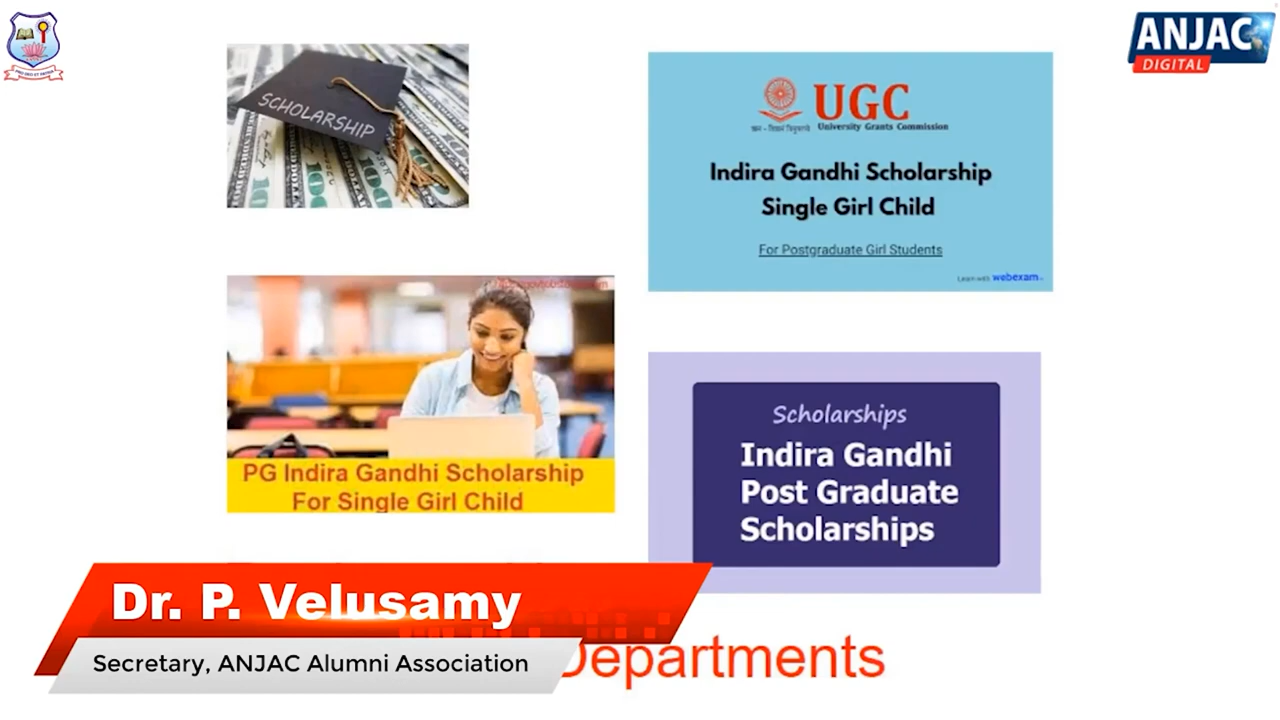 ANJAC
DIGITAL
SCHOLARSHIP
UGC
University Grants Commission
Indira Gandhi Scholarship
Single Girl Child
For Postgraduate Girl Students
Learn with webexam
PG Indira Gandhi Scholarship
For Single Girl Child
Scholarships
Indira Gandhi
Post Graduate
Scholarships
Dr. P. Velusamy
Secretary, ANJAC Alumni Association
Departments